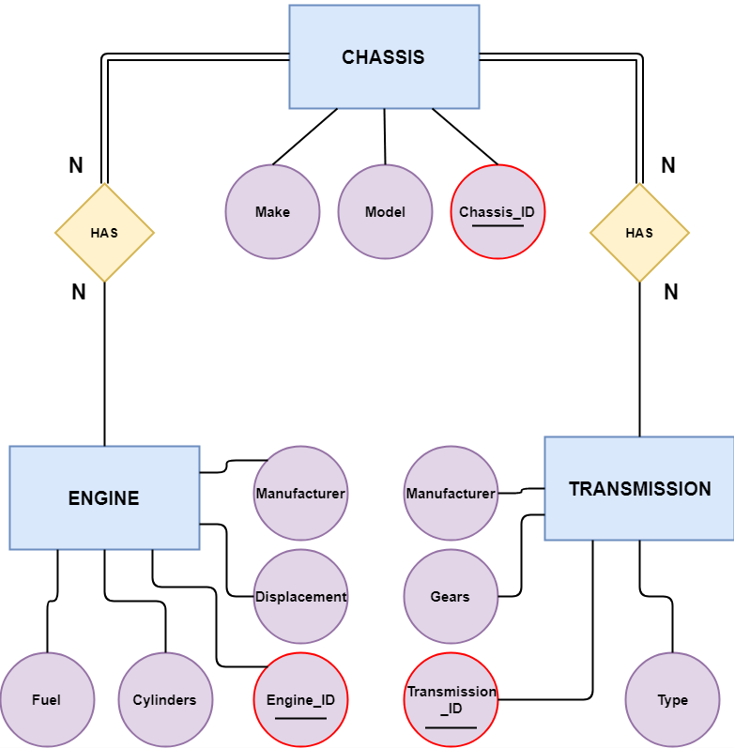 CHASSIS
N
N
Make
Model
Chassis_ID
HAS
HAS
N
N
ENGINE
Manufacturer
Manufacturer
TRANSMISSION
Displacement
Gears
Fuel
Cylinders
Engine_ID
Transmission
_ID
Type